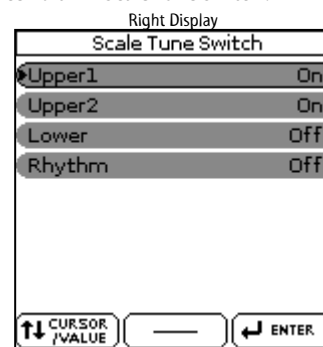 Right Display
Scale Tune Switch
Upper1 On
Upper2 On
Lower Off
Rhythm Off
CURSOR
/VALUE
ENTER